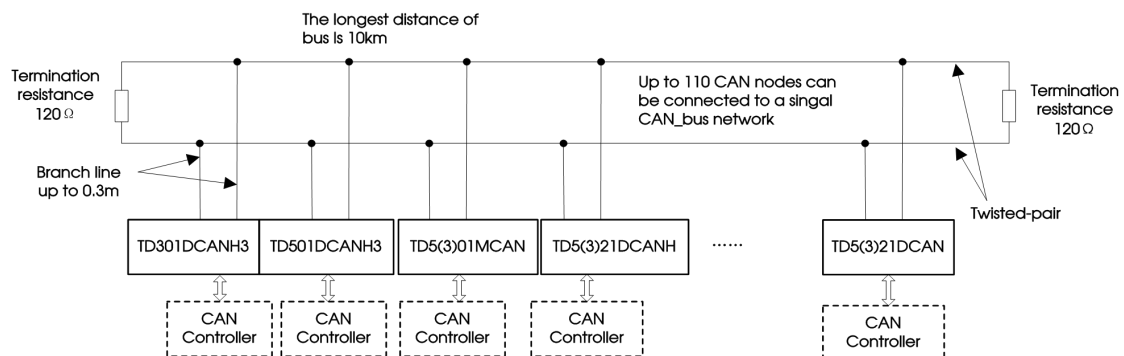 The longest distance of
bus is 10km
Termination
resistance
120Ω
Up to 110 CAN nodes can
be connected to a singal
CAN_bus network
Termination
resistance
120Ω
Branch line
up to 0.3m
Twisted-pair
TD301DCANH3
TD501DCANH3
TD5(3)01MCAN
TD5(3)21DCANH
......
TD5(3)21DCAN
CAN
Controller
CAN
Controller
CAN
Controller
CAN
Controller
CAN
Controller